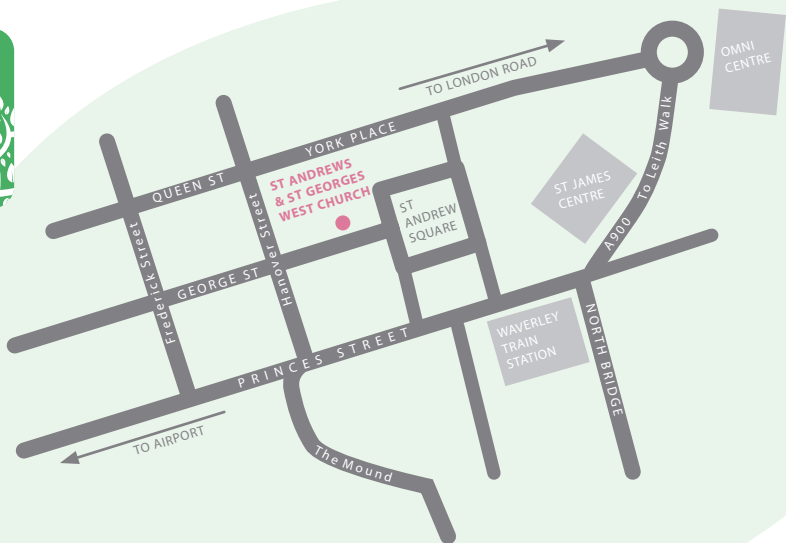 OMNI
CENTRE
TO LONDON ROAD
YORK PLACE
QUEEN ST
ST ANDREWS
& ST GEORGES
WEST CHURCH
ST
ANDREW
SQUARE
ST JAMES
CENTRE
A900 To Leith Walk
Frederick Street
Hanover Street
GEORGE ST
PRINCES STREET
WAVERLEY
TRAIN
STATION
NORTH BRIDGE
TO AIRPORT
The Mound